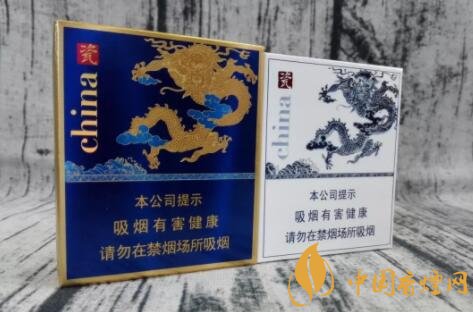 瓷
china
本公司提示
吸烟有害健康
请勿在禁烟场所吸烟
瓷
china
本公司提示
吸烟有害健康
请勿在禁烟场所吸烟
中国香烟网